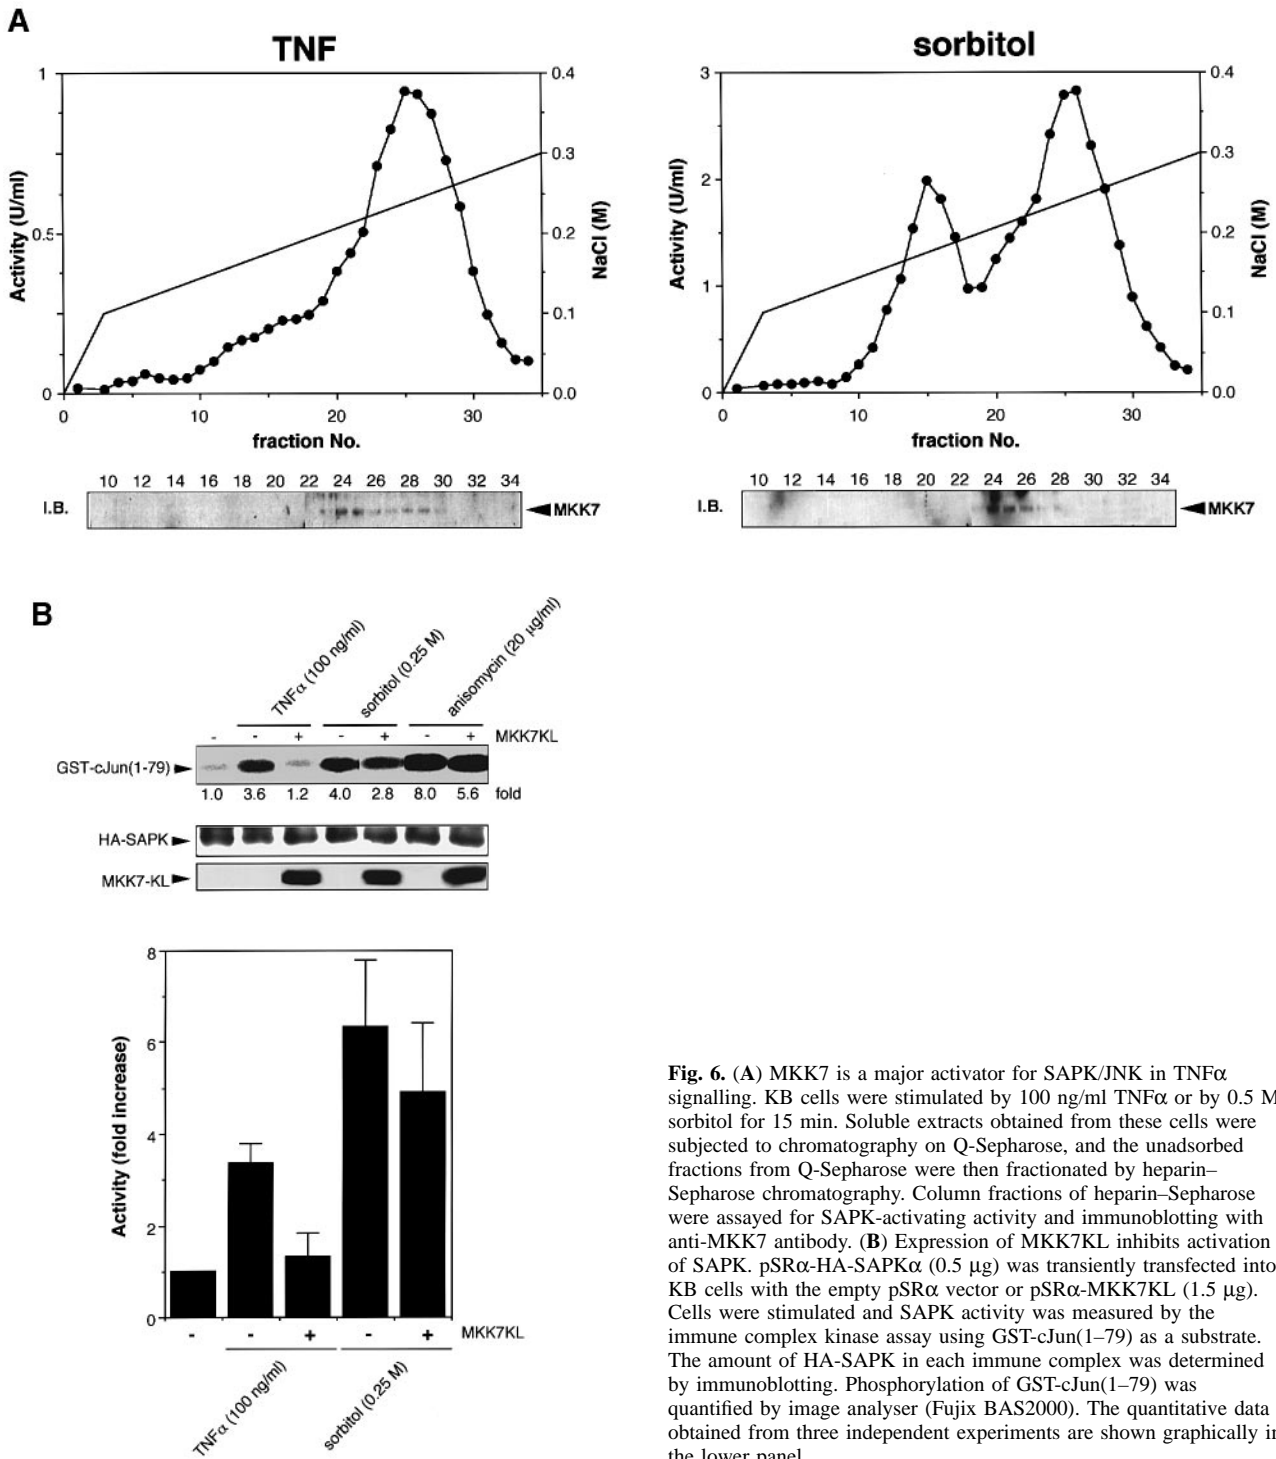 A
TNF
sorbitol
1
0.5
0
0.4
0.3
0.2
0.1
0.0
Activity (U/ml)
NaCl (M)
0 10 20 30
fraction No.
3
2
1
0
0.4
0.3
0.2
0.1
0.0
Activity (U/ml)
NaCl (M)
0 10 20 30
fraction No.
10 12 14 16 18 20 22 24 26 28 30 32 34
I.B.
MKK7
10 12 14 16 18 20 22 24 26 28 30 32 34
I.B.
MKK7
B
TNFα (100 ng/ml)
sorbitol (0.25 M)
anisomycin (20 μg/ml)
- - + - + - + MKK7KL
GST-cJun(1-79)
1.0 3.6 1.2 4.0 2.8 8.0 5.6 fold
HA-SAPK
MKK7-KL
8
6
4
2
0
Activity (fold increase)
- - + - + MKK7KL
TNFα (100 ng/ml)
sorbitol (0.25 M)
Fig. 6. (A) MKK7 is a major activator for SAPK/JNK in TNFα
signalling. KB cells were stimulated by 100 ng/ml TNFα or by 0.5 M
sorbitol for 15 min. Soluble extracts obtained from these cells were
subjected to chromatography on Q-Sepharose, and the unadsorbed
fractions from Q-Sepharose were then fractionated by heparin–
Sepharose chromatography. Column fractions of heparin–Sepharose
were assayed for SAPK-activating activity and immunoblotting with
anti-MKK7 antibody. (B) Expression of MKK7KL inhibits activation
of SAPK. pSRα-HA-SAPKα (0.5 μg) was transiently transfected into
KB cells with the empty pSRα vector or pSRα-MKK7KL (1.5 μg).
Cells were stimulated and SAPK activity was measured by the
immune complex kinase assay using GST-cJun(1–79) as a substrate.
The amount of HA-SAPK in each immune complex was determined
by immunoblotting. Phosphorylation of GST-cJun(1–79) was
quantified by image analyser (Fujix BAS2000). The quantitative data
obtained from three independent experiments are shown graphically in
the lower panel